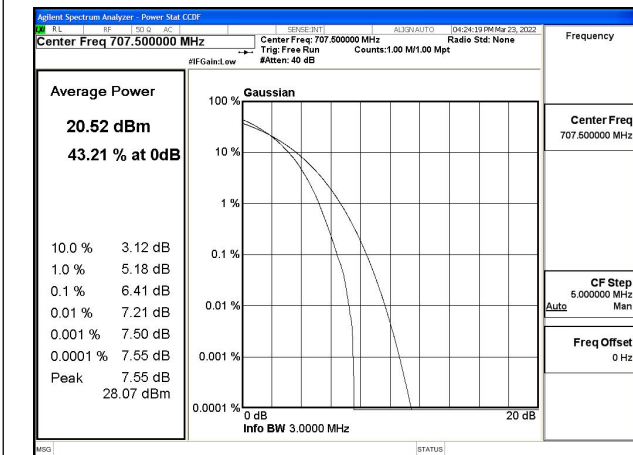 Agilent Spectrum Analyzer - Power Stat CCDF
RL RF 50 Ω AC SENSE:INT ALIGN AUTO 04:24:19 PM Mar 23, 2022
Center Freq 707.500000 MHz
Center Freq: 707.500000 MHz Radio Std: None
Trig: Free Run Counts:1.00 M/1.00 Mpt
#IFGain:Low #Atten: 40 dB
Frequency
Average Power
20.52 dBm
43.21 % at 0dB
10.0 % 3.12 dB
1.0 % 5.18 dB
0.1 % 6.41 dB
0.01 % 7.21 dB
0.001 % 7.50 dB
0.0001 % 7.55 dB
Peak 7.55 dB
28.07 dBm
Gaussian
100 %
10 %
1 %
0.1 %
0.01 %
0.001 %
0.0001 %
0 dB 20 dB
Info BW 3.0000 MHz
Center Freq
707.500000 MHz
CF Step
5.000000 MHz
Auto Man
Freq Offset
0 Hz
MSG STATUS